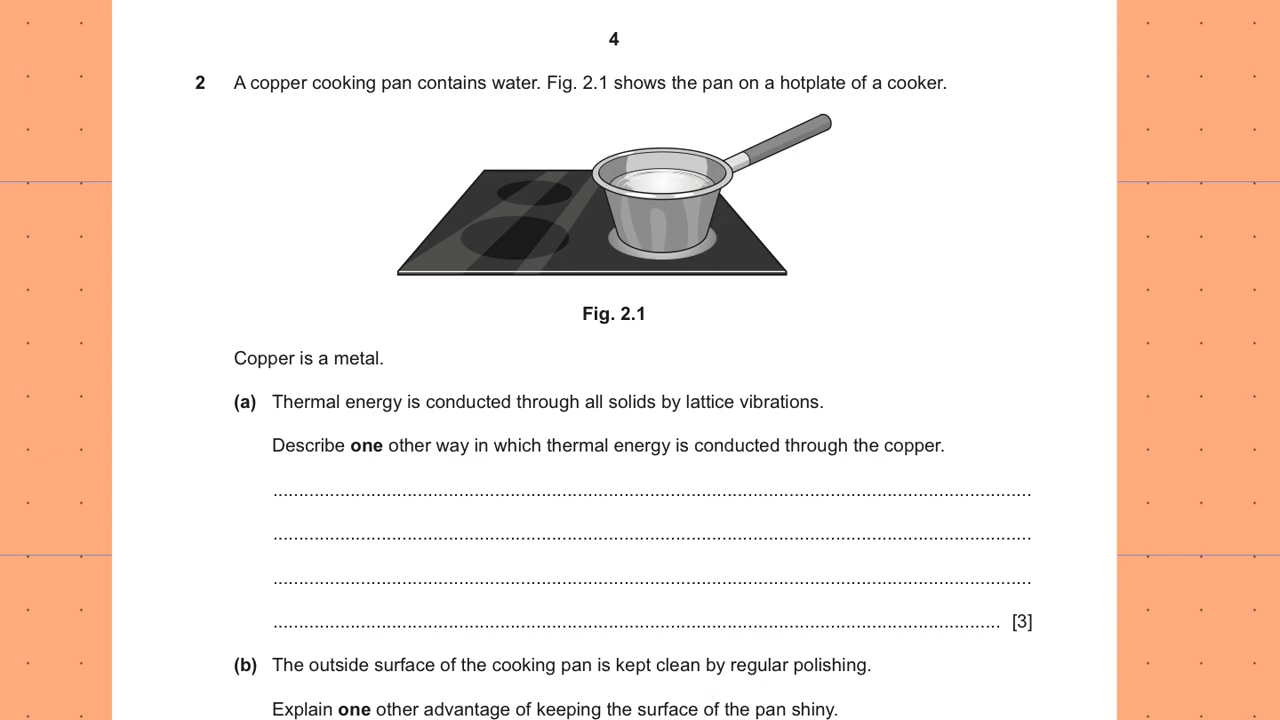 4
2 A copper cooking pan contains water. Fig. 2.1 shows the pan on a hotplate of a cooker.
Fig. 2.1
Copper is a metal.
(a) Thermal energy is conducted through all solids by lattice vibrations.
Describe one other way in which thermal energy is conducted through the copper.
..........................................................................................................................................
..........................................................................................................................................
..........................................................................................................................................
.................................................................................................................................... [3]
(b) The outside surface of the cooking pan is kept clean by regular polishing.
Explain one other advantage of keeping the surface of the pan shiny.